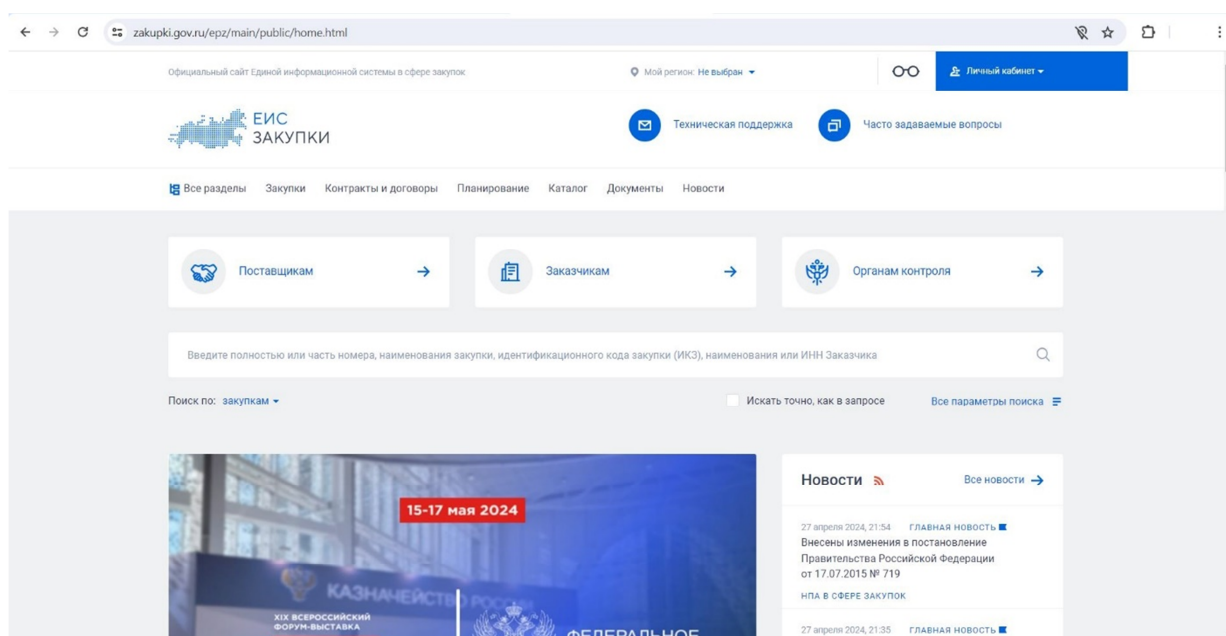 zakupki.gov.ru/epz/main/public/home.html
Официальный сайт Единой информационной системы в сфере закупок
Мой регион: Не выбран
Личный кабинет
ЕИС
ЗАКУПКИ
Техническая поддержка
Часто задаваемые вопросы
Все разделы Закупки Контракты и договоры Планирование Каталог Документы Новости
Поставщикам
Заказчикам
Органам контроля
Введите полностью или часть номера, наименования закупки, идентификационного кода закупки (ИКЗ), наименования или ИНН Заказчика
Поиск по: закупкам
Искать точно, как в запросе
Все параметры поиска
15-17 мая 2024
КАЗНАЧЕЙСТВО РОССИИ
XIX ВСЕРОССИЙСКИЙ
ФОРУМ-ВЫСТАВКА
ФЕДЕРАЛЬНОЕ
Новости
Все новости
27 апреля 2024, 21:54 ГЛАВНАЯ НОВОСТЬ
Внесены изменения в постановление
Правительства Российской Федерации
от 17.07.2015 № 719
НПА В СФЕРЕ ЗАКУПОК
27 апреля 2024, 21:35 ГЛАВНАЯ НОВОСТЬ